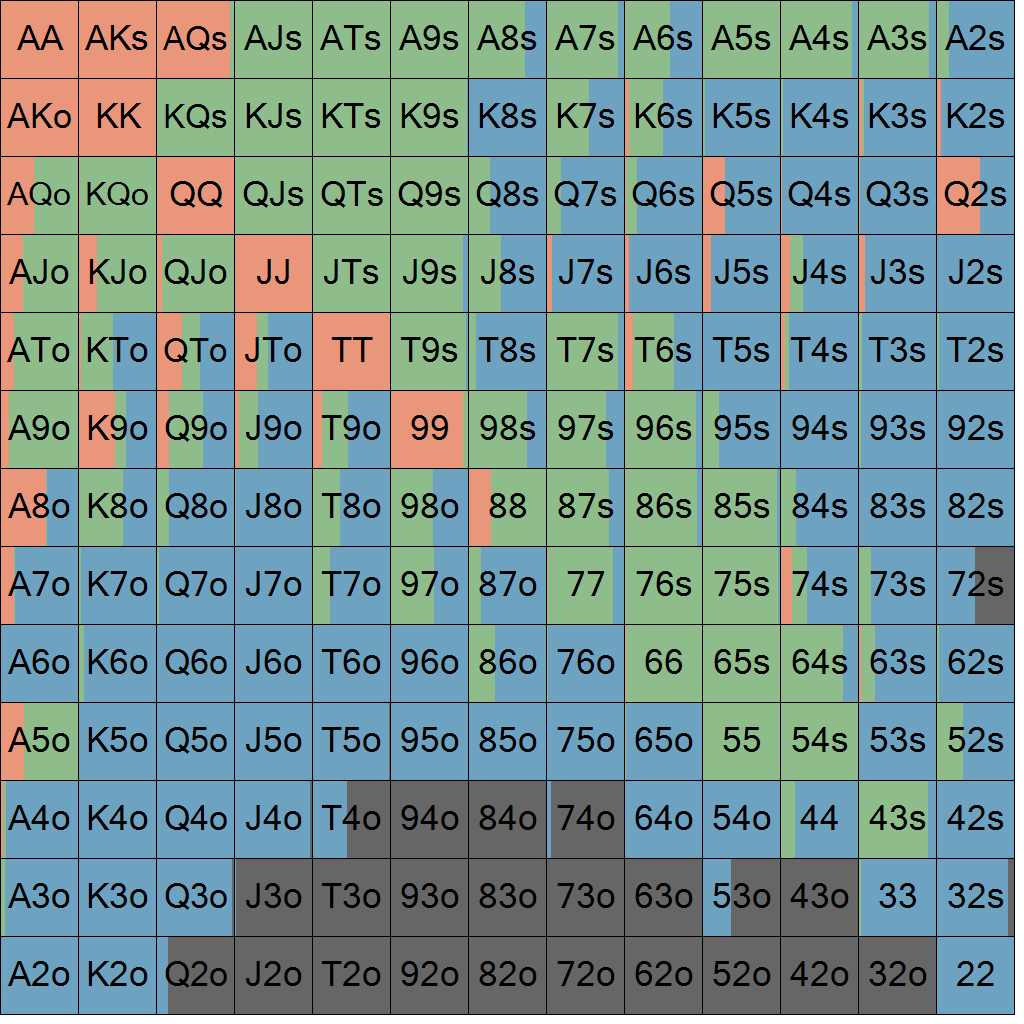 AA AKs AQs AJs ATs A9s A8s A7s A6s A5s A4s A3s A2s
AKo KK KQs KJs KTs K9s K8s K7s K6s K5s K4s K3s K2s
AQo KQo QQ QJs QTs Q9s Q8s Q7s Q6s Q5s Q4s Q3s Q2s
AJo KJo QJo JJ JTs J9s J8s J7s J6s J5s J4s J3s J2s
ATo KTo QTo JTo TT T9s T8s T7s T6s T5s T4s T3s T2s
A9o K9o Q9o J9o T9o 99 98s 97s 96s 95s 94s 93s 92s
A8o K8o Q8o J8o T8o 98o 88 87s 86s 85s 84s 83s 82s
A7o K7o Q7o J7o T7o 97o 87o 77 76s 75s 74s 73s 72s
A6o K6o Q6o J6o T6o 96o 86o 76o 66 65s 64s 63s 62s
A5o K5o Q5o J5o T5o 95o 85o 75o 65o 55 54s 53s 52s
A4o K4o Q4o J4o T4o 94o 84o 74o 64o 54o 44 43s 42s
A3o K3o Q3o J3o T3o 93o 83o 73o 63o 53o 43o 33 32s
A2o K2o Q2o J2o T2o 92o 82o 72o 62o 52o 42o 32o 22